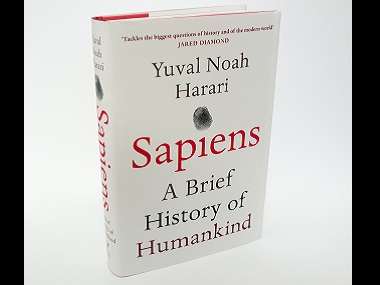 'Tackles the biggest questions of history and of the modern world'
JARED DIAMOND
Yuval Noah
Harari
Sapiens
A Brief
History of
Humankind
Sapiens